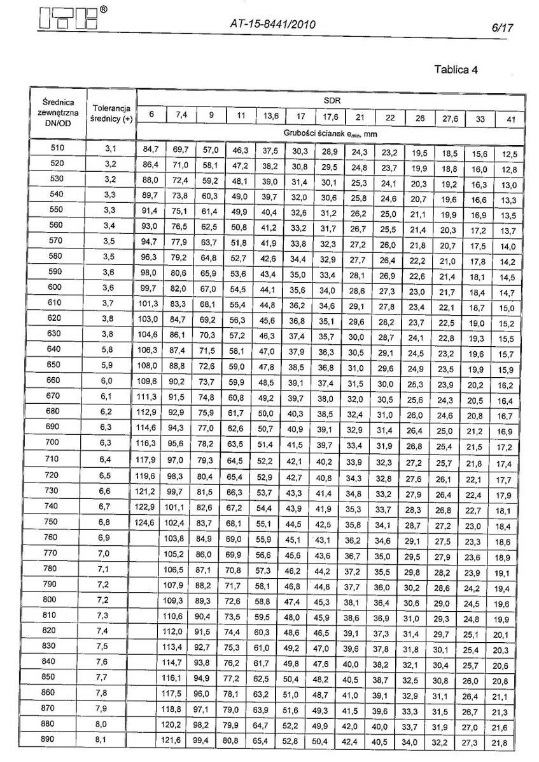 ITB ®
AT-15-8441/2010
6/17
Tablica 4
Średnica zewnętrzna DN/OD
Tolerancja średnicy (+)
SDR
6 7,4 9 11 13,6 17 17,6 21 22 26 27,6 33 41
Grubości ścianek emin, mm
510 3,1 84,7 69,7 57,0 46,3 37,5 30,3 28,9 24,3 23,2 19,5 18,5 15,6 12,5
520 3,2 86,4 71,0 58,1 47,2 38,2 30,8 29,5 24,8 23,7 19,9 18,8 16,0 12,8
530 3,2 88,0 72,4 59,2 48,1 39,0 31,4 30,1 25,3 24,1 20,3 19,2 16,3 13,0
540 3,3 89,7 73,8 60,3 49,0 39,7 32,0 30,6 25,8 24,6 20,7 19,6 16,6 13,3
550 3,3 91,4 75,1 61,4 49,9 40,4 32,6 31,2 26,2 25,0 21,1 19,9 16,9 13,5
560 3,4 93,0 76,5 62,5 50,8 41,2 33,2 31,7 26,7 25,5 21,4 20,3 17,2 13,7
570 3,5 94,7 77,9 63,7 51,8 41,9 33,8 32,3 27,2 26,0 21,8 20,7 17,5 14,0
580 3,5 96,3 79,2 64,8 52,7 42,6 34,4 32,9 27,7 26,4 22,2 21,0 17,8 14,2
590 3,6 98,0 80,6 65,9 53,6 43,4 35,0 33,4 28,1 26,9 22,6 21,4 18,1 14,5
600 3,6 99,7 82,0 67,0 54,5 44,1 35,6 34,0 28,6 27,3 23,0 21,7 18,4 14,7
610 3,7 101,3 83,3 68,1 55,4 44,8 36,2 34,6 29,1 27,8 23,4 22,1 18,7 15,0
620 3,8 103,0 84,7 69,2 56,3 45,6 36,8 35,1 29,6 28,2 23,7 22,5 19,0 15,2
630 3,8 104,6 86,1 70,3 57,2 46,3 37,4 35,7 30,0 28,7 24,1 22,8 19,3 15,5
640 5,8 106,3 87,4 71,5 58,1 47,0 37,9 36,3 30,5 29,1 24,5 23,2 19,6 15,7
650 5,9 108,0 88,8 72,6 59,0 47,8 38,5 36,8 31,0 29,6 24,9 23,5 19,9 15,9
660 6,0 109,6 90,2 73,7 59,9 48,5 39,1 37,4 31,5 30,0 25,3 23,9 20,2 16,2
670 6,1 111,3 91,5 74,8 60,8 49,2 39,7 38,0 32,0 30,5 25,6 24,3 20,5 16,4
680 6,2 112,9 92,9 75,9 61,7 50,0 40,3 38,5 32,4 31,0 26,0 24,6 20,8 16,7
690 6,3 114,6 94,3 77,0 62,6 50,7 40,9 39,1 32,9 31,4 26,4 25,0 21,2 16,9
700 6,3 116,3 95,6 78,2 63,5 51,4 41,5 39,7 33,4 31,9 26,8 25,4 21,5 17,2
710 6,4 117,9 97,0 79,3 64,5 52,2 42,1 40,2 33,9 32,3 27,2 25,7 21,8 17,4
720 6,5 119,6 98,3 80,4 65,4 52,9 42,7 40,8 34,3 32,8 27,6 26,1 22,1 17,7
730 6,6 121,2 99,7 81,5 66,3 53,7 43,3 41,4 34,8 33,2 27,9 26,4 22,4 17,9
740 6,7 122,9 101,1 82,6 67,2 54,4 43,9 41,9 35,3 33,7 28,3 26,8 22,7 18,1
750 6,8 124,6 102,4 83,7 68,1 55,1 44,5 42,5 35,8 34,1 28,7 27,2 23,0 18,4
760 6,9 103,8 84,9 69,0 55,9 45,1 43,1 36,2 34,6 29,1 27,5 23,3 18,6
770 7,0 105,2 86,0 69,9 56,6 45,6 43,6 36,7 35,0 29,5 27,9 23,6 18,9
780 7,1 106,5 87,1 70,8 57,3 46,2 44,2 37,2 35,5 29,8 28,2 23,9 19,1
790 7,2 107,9 88,2 71,7 58,1 46,8 44,8 37,7 36,0 30,2 28,6 24,2 19,4
800 7,2 109,3 89,3 72,6 58,8 47,4 45,3 38,1 36,4 30,6 29,0 24,5 19,6
810 7,3 110,6 90,4 73,5 59,5 48,0 45,9 38,6 36,9 31,0 29,3 24,8 19,9
820 7,4 112,0 91,5 74,4 60,3 48,6 46,5 39,1 37,3 31,4 29,7 25,1 20,1
830 7,5 113,4 92,7 75,3 61,0 49,2 47,0 39,6 37,8 31,8 30,1 25,4 20,3
840 7,6 114,7 93,8 76,2 61,7 49,8 47,6 40,0 38,2 32,1 30,4 25,7 20,6
850 7,7 116,1 94,9 77,2 62,5 50,4 48,2 40,5 38,7 32,5 30,8 26,0 20,8
860 7,8 117,5 96,0 78,1 63,2 51,0 48,7 41,0 39,1 32,9 31,1 26,4 21,1
870 7,9 118,8 97,1 79,0 63,9 51,6 49,3 41,5 39,6 33,3 31,5 26,7 21,3
880 8,0 120,2 98,2 79,9 64,7 52,2 49,9 42,0 40,0 33,7 31,9 27,0 21,6
890 8,1 121,6 99,4 80,8 65,4 52,8 50,4 42,4 40,5 34,0 32,2 27,3 21,8